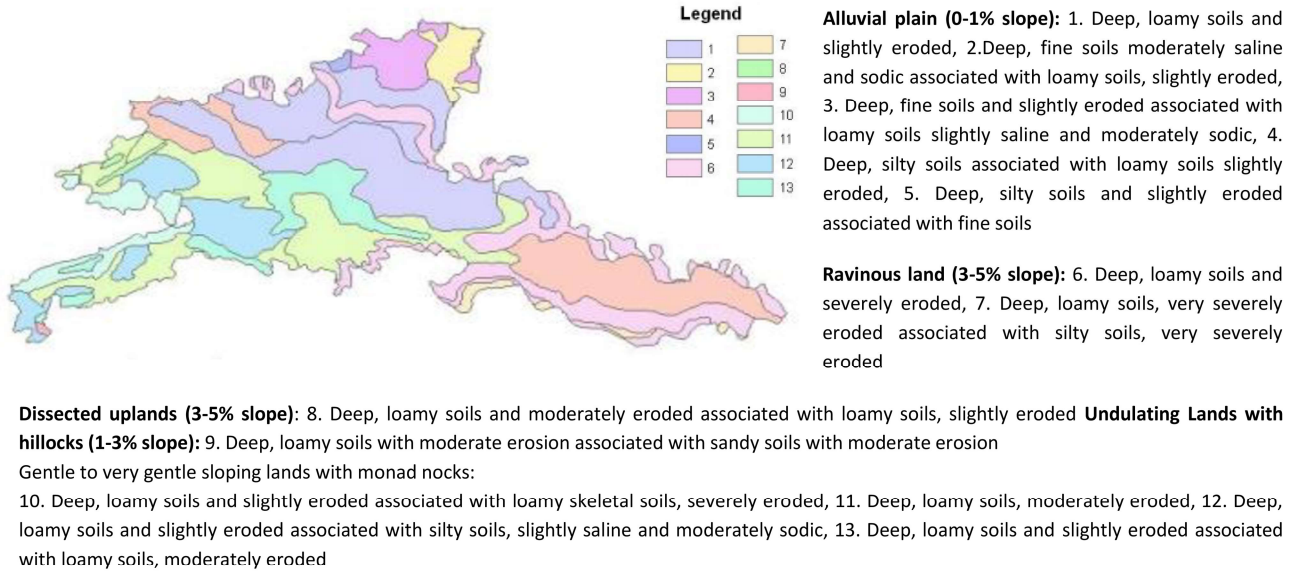 Legend
1
2
3
4
5
6
7
8
9
10
11
12
13
Alluvial plain (0-1% slope): 1. Deep, loamy soils and
slightly eroded, 2.Deep, fine soils moderately saline
and sodic associated with loamy soils, slightly eroded,
3. Deep, fine soils and slightly eroded associated with
loamy soils slightly saline and moderately sodic, 4.
Deep, silty soils associated with loamy soils slightly
eroded, 5. Deep, silty soils and slightly eroded
associated with fine soils
Ravinous land (3-5% slope): 6. Deep, loamy soils and
severely eroded, 7. Deep, loamy soils, very severely
eroded associated with silty soils, very severely
eroded
Dissected uplands (3-5% slope): 8. Deep, loamy soils and moderately eroded associated with loamy soils, slightly eroded Undulating Lands with
hillocks (1-3% slope): 9. Deep, loamy soils with moderate erosion associated with sandy soils with moderate erosion
Gentle to very gentle sloping lands with monad nocks:
10. Deep, loamy soils and slightly eroded associated with loamy skeletal soils, severely eroded, 11. Deep, loamy soils, moderately eroded, 12. Deep,
loamy soils and slightly eroded associated with silty soils, slightly saline and moderately sodic, 13. Deep, loamy soils and slightly eroded associated
with loamy soils, moderately eroded